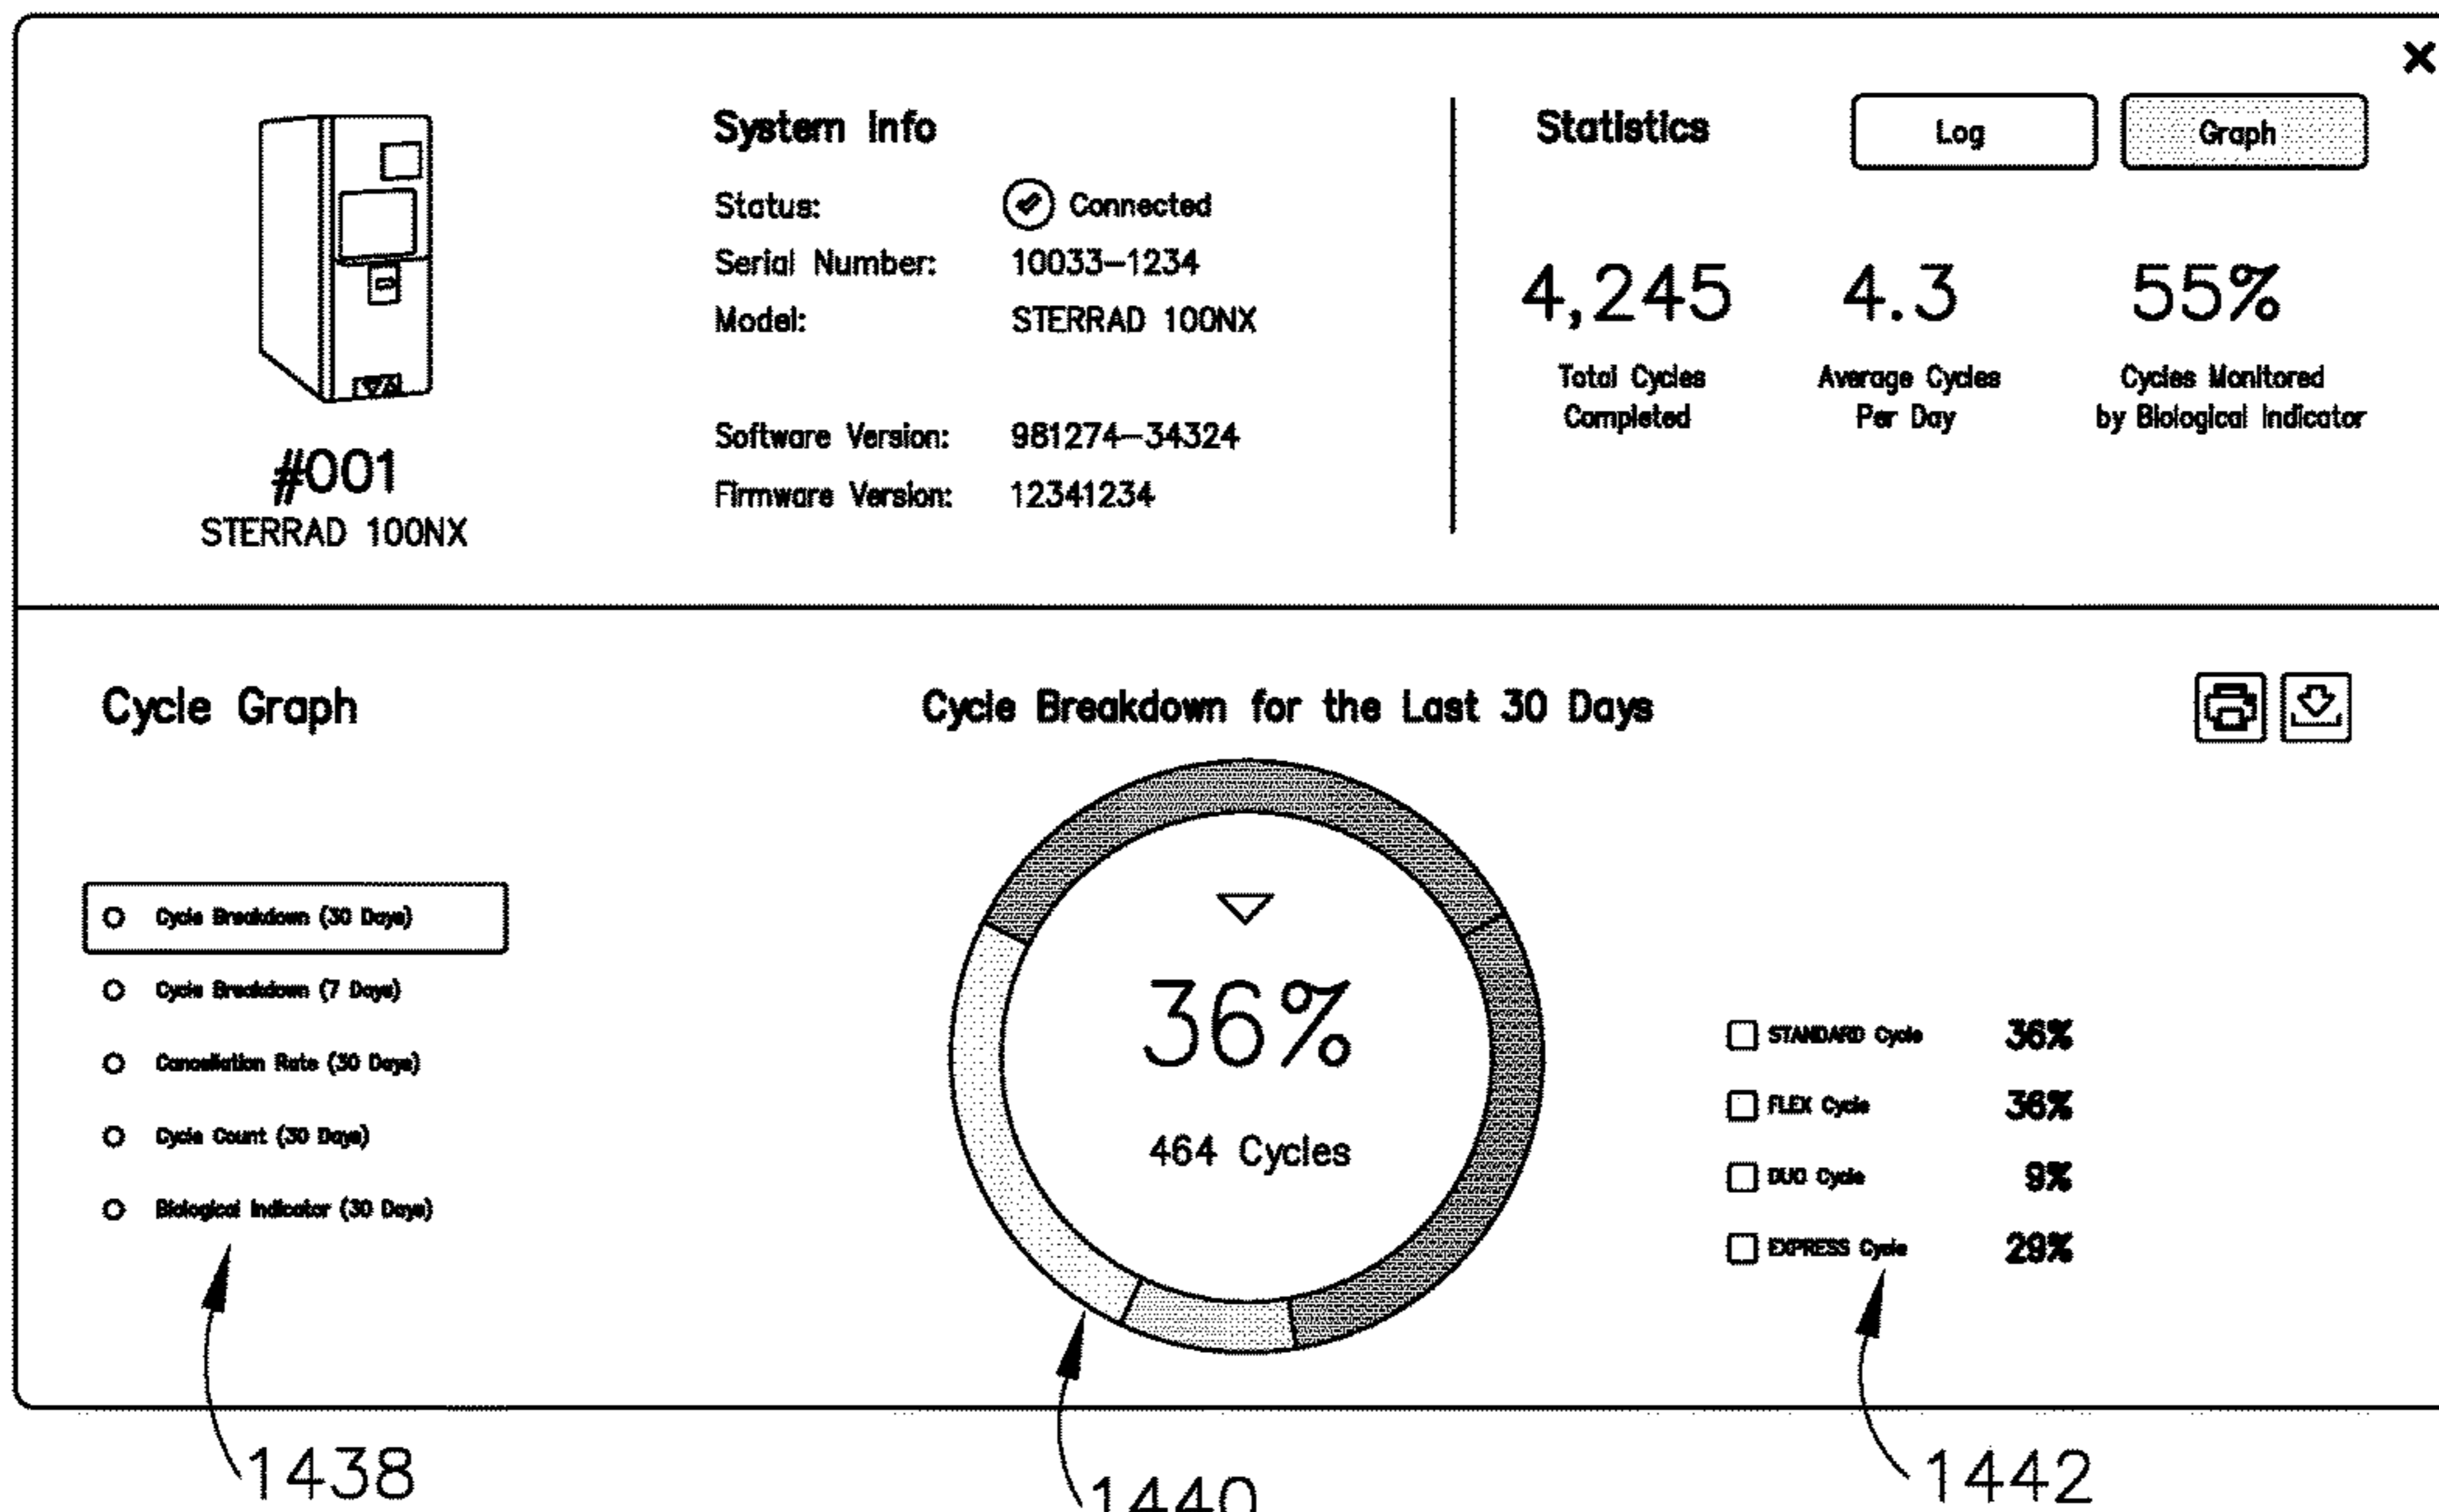 #001
STERRAD 100NX
System Info
Status: Connected
Serial Number: 10033-1234
Model: STERRAD 100NX
Software Version: 981274-34324
Firmware Version: 12341234
Statistics
Log
Graph
4,245
Total Cycles
Completed
4.3
Average Cycles
Per Day
55%
Cycles Monitored
by Biological Indicator
Cycle Graph
Cycle Breakdown (30 Days)
Cycle Breakdown (7 Days)
Cancellation Rate (30 Days)
Cycle Count (30 Days)
Biological Indicator (30 Days)
Cycle Breakdown for the Last 30 Days
36%
464 Cycles
STANDARD Cycle 36%
FLEX Cycle 36%
DUO Cycle 9%
EXPRESS Cycle 29%
1438
1440
1442